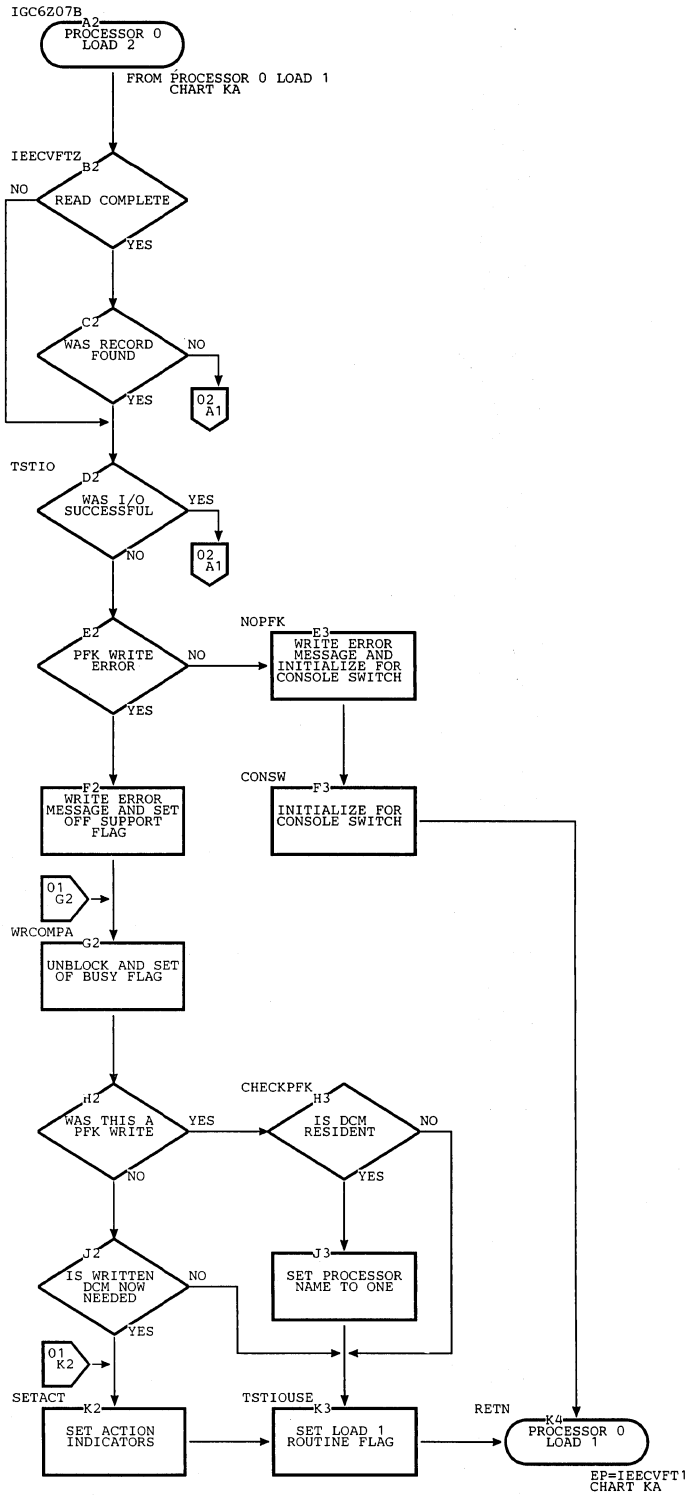 IGC6Z07B
A2
PROCESSOR 0
LOAD 2
FROM PROCESSOR 0 LOAD 1
CHART KA
IEECVFTZ
B2
NO
READ COMPLETE
YES
C2
WAS RECORD
FOUND
NO
YES
02
A1
TSTIO
D2
WAS I/O
SUCCESSFUL
YES
NO
02
A1
E2
PFK WRITE
ERROR
NO
YES
NOPFK
E3
WRITE ERROR
MESSAGE AND
INITIALIZE FOR
CONSOLE SWITCH
F2
WRITE ERROR
MESSAGE AND SET
OFF SUPPORT
FLAG
CONSW
F3
INITIALIZE FOR
CONSOLE SWITCH
01
G2
WRCOMPA
G2
UNBLOCK AND SET
OF BUSY FLAG
H2
WAS THIS A
PFK WRITE
YES
NO
CHECKPFK
H3
IS DCM
RESIDENT
NO
YES
J2
IS WRITTEN
DCM NOW
NEEDED
NO
YES
J3
SET PROCESSOR
NAME TO ONE
01
K2
SETACT
K2
SET ACTION
INDICATORS
TSTIOUSE
K3
SET LOAD 1
ROUTINE FLAG
RETN
K4
PROCESSOR 0
LOAD 1
EP=IEECVFT1
CHART KA